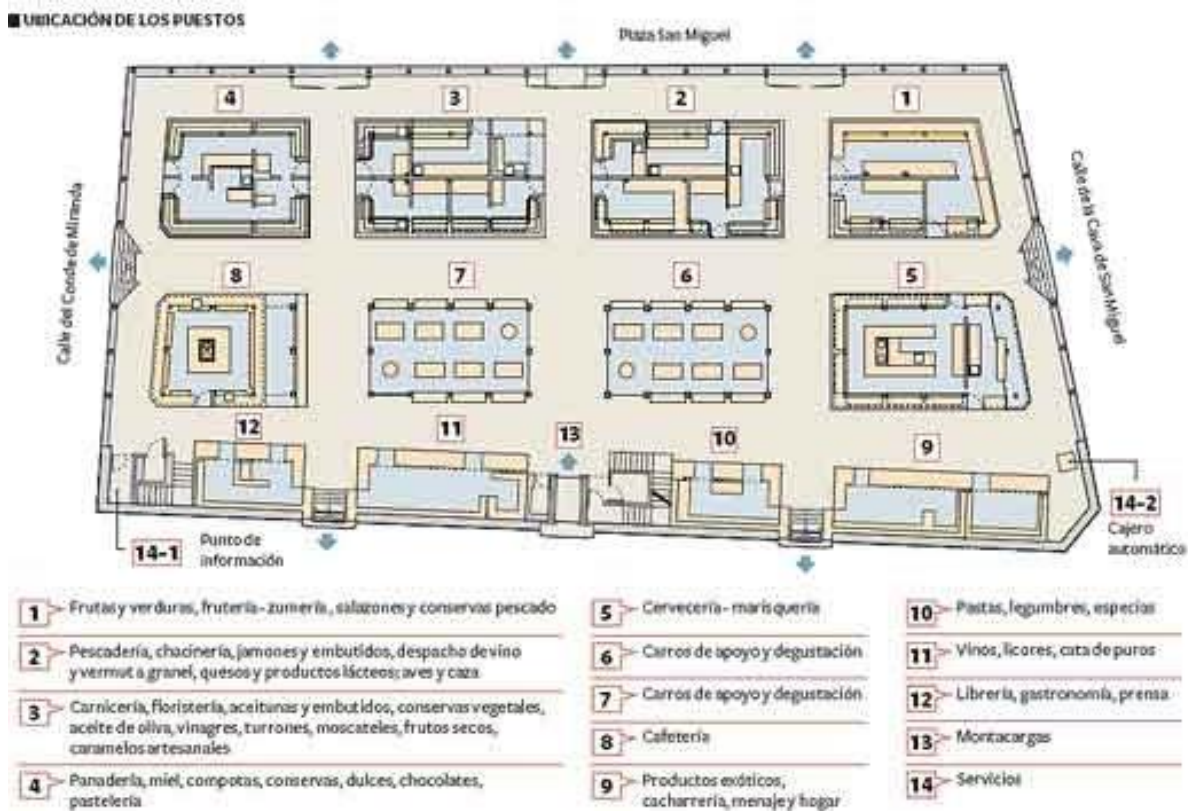 UBICACIÓN DE LOS PUESTOS
Plaza San Miguel
4
3
2
1
Calle del Conde de Miranda
Calle de la Cava de San Miguel
8
7
6
5
12
11
13
10
9
14-1
Punto de
información
14-2
Cajero
automático
1 Frutas y verduras, frutería - zumería, salazones y conservas pescado
2 Pescadería, chacinería, jamones y embutidos, despacho de vino
y vermut a granel, quesos y productos lácteos; aves y caza
3 Carnicería, floristería, aceitunas y embutidos, conservas vegetales,
aceite de oliva, vinagres, turrones, moscateles, frutos secos,
caramelos artesanales
4 Panadería, miel, compotas, conservas, dulces, chocolates,
pastelería
5 Cervecería - marisquería
6 Carros de apoyo y degustación
7 Carros de apoyo y degustación
8 Cafetería
9 Productos exóticos,
cacharrería, menaje y hogar
10 Pastas, legumbres, especias
11 Vinos, licores, cata de puros
12 Librería, gastronomía, prensa
13 Montacargas
14 Servicios